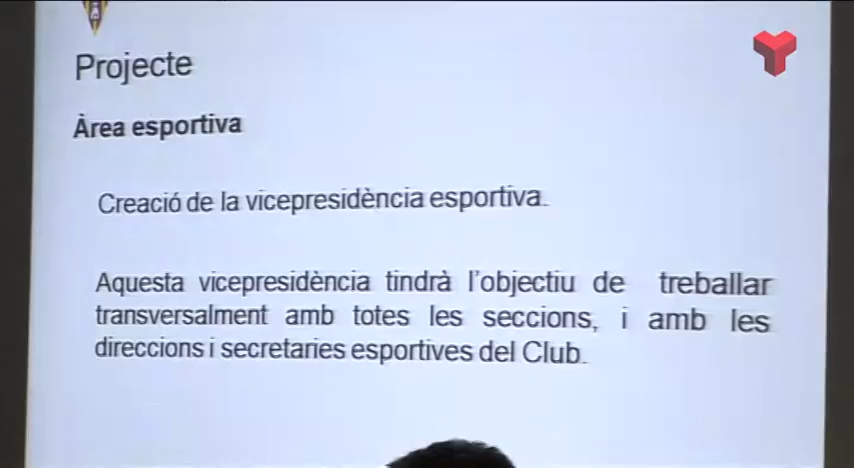 Projecte
Àrea esportiva
Creació de la vicepresidència esportiva.
Aquesta vicepresidència tindrà l'objectiu de treballar
transversalment amb totes les seccions, i amb les
direccions i secretaries esportives del Club.